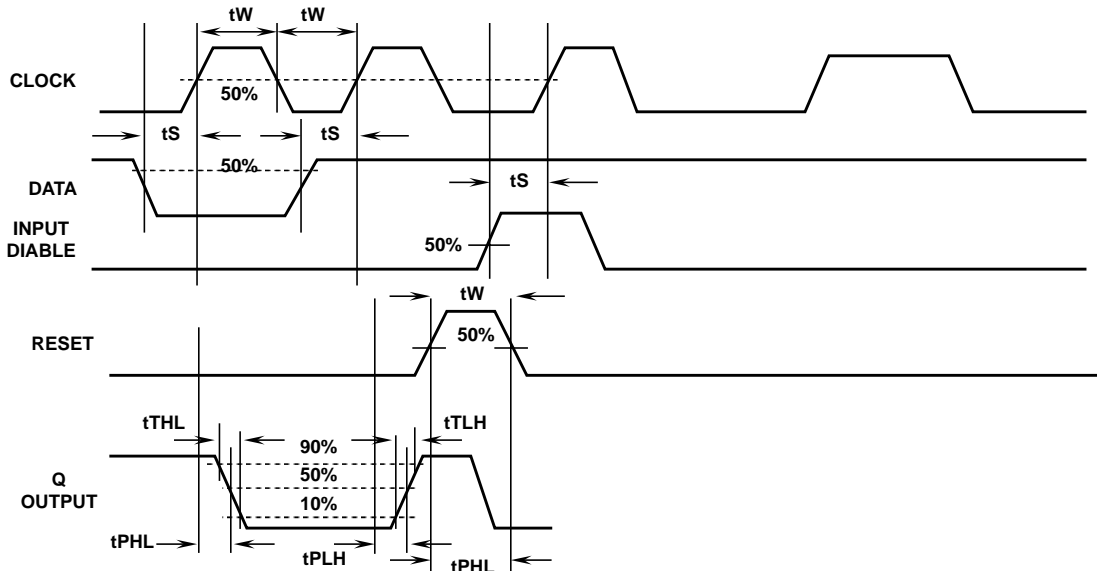 tW tW
CLOCK
50%
tS tS
50%
DATA
tS
INPUT
DIABLE
50%
tW
RESET
50%
tTHL tTLH
90%
50%
Q
OUTPUT
10%
tPHL
tPLH
tPHL